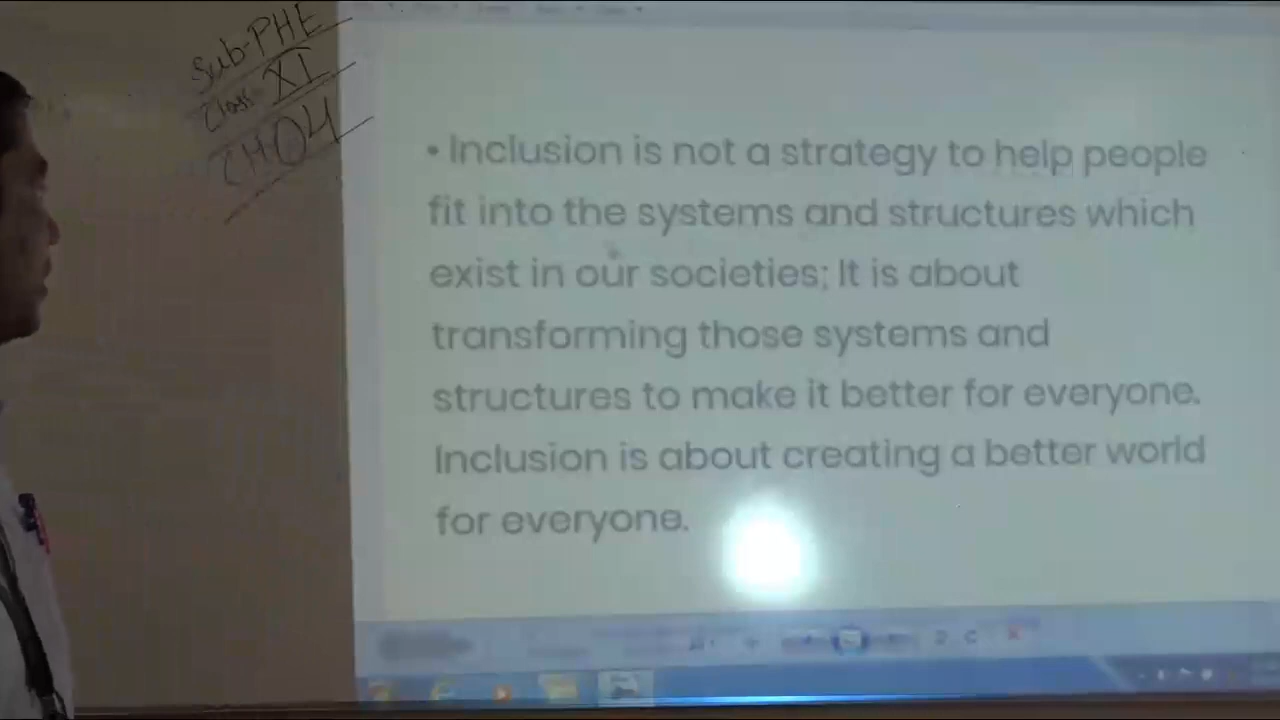 Sub-PHE
Class-XI
CH04
• Inclusion is not a strategy to help people
fit into the systems and structures which
exist in our societies; It is about
transforming those systems and
structures to make it better for everyone.
Inclusion is about creating a better world
for everyone.